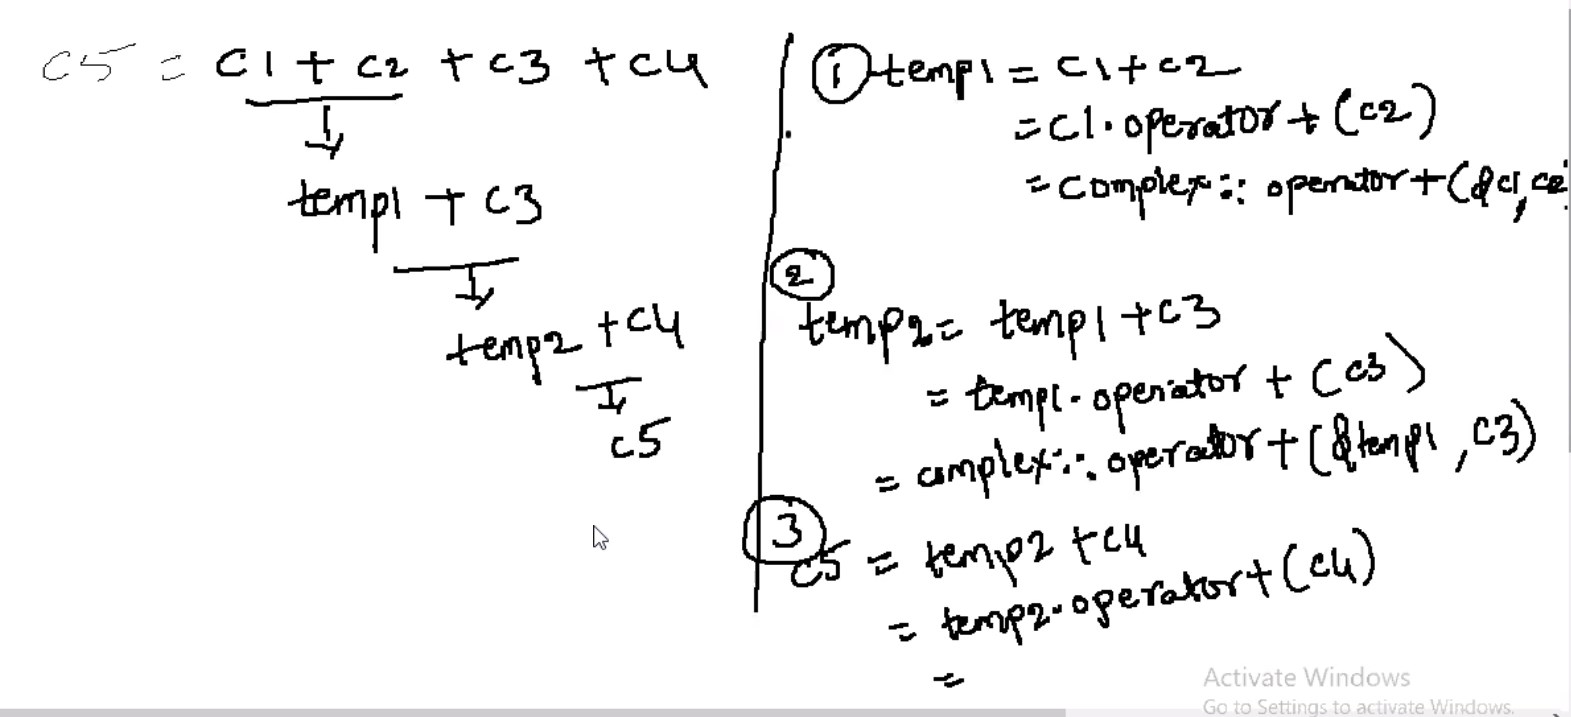 c5 = c1 + c2 + c3 + c4
temp1 + c3
temp2 + c4
c5
① temp1 = c1 + c2
= c1.operator + (c2)
= complex:: operator + (&c1, c2)
②
temp2 = temp1 + c3
= temp1.operator + (c3)
= complex:: operator + (&temp1, c3)
③
c5 = temp2 + c4
= temp2.operator + (c4)
=
Activate Windows
Go to Settings to activate Windows.